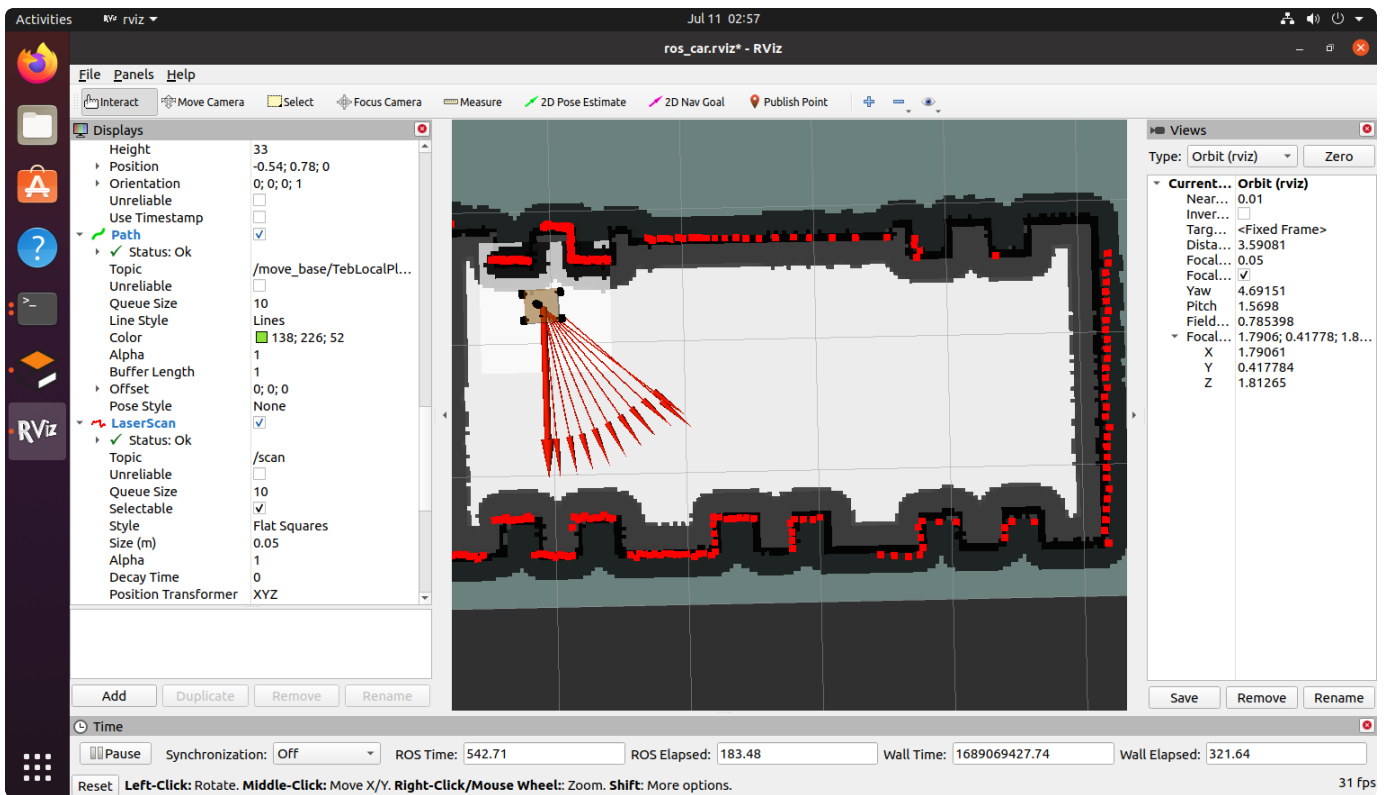 Activities RViz rviz Jul 11 02:57
ros_car.rviz* - RViz
File Panels Help
Interact Move Camera Select Focus Camera Measure 2D Pose Estimate 2D Nav Goal Publish Point
Displays
Height 33
Position -0.54; 0.78; 0
Orientation 0; 0; 0; 1
Unreliable
Use Timestamp
Path
Status: Ok
Topic /move_base/TebLocalPl...
Unreliable
Queue Size 10
Line Style Lines
Color 138; 226; 52
Alpha 1
Buffer Length 1
Offset 0; 0; 0
Pose Style None
LaserScan
Status: Ok
Topic /scan
Unreliable
Queue Size 10
Selectable
Style Flat Squares
Size (m) 0.05
Alpha 1
Decay Time 0
Position Transformer XYZ
Add Duplicate Remove Rename
Views
Type: Orbit (rviz) Zero
Current... Orbit (rviz)
Near... 0.01
Inver...
Targ... <Fixed Frame>
Dista... 3.59081
Focal... 0.05
Focal...
Yaw 4.69151
Pitch 1.5698
Field... 0.785398
Focal... 1.7906; 0.41778; 1.8...
X 1.79061
Y 0.417784
Z 1.81265
Save Remove Rename
RViz
Time
Pause Synchronization: Off ROS Time: 542.71 ROS Elapsed: 183.48 Wall Time: 1689069427.74 Wall Elapsed: 321.64
Reset Left-Click: Rotate. Middle-Click: Move X/Y. Right-Click/Mouse Wheel:: Zoom. Shift: More options. 31 fps